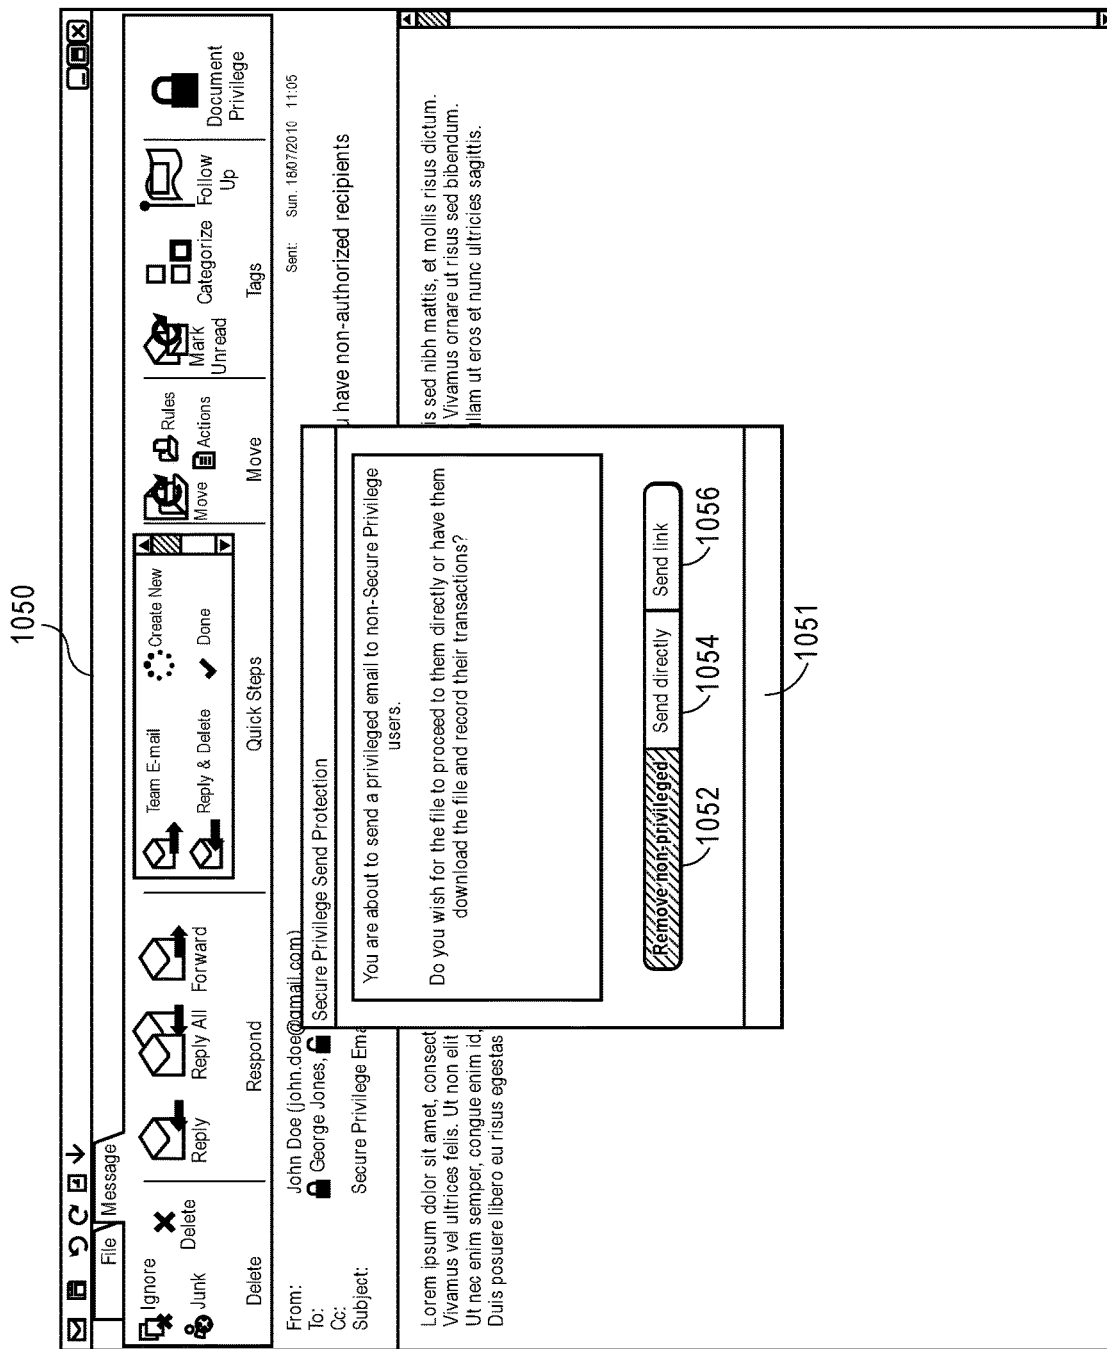 1050
File
Message
Ignore
Junk
Delete
Delete
Reply
Reply All
Forward
Respond
Team E-mail
Create New
Reply & Delete
Done
Quick Steps
Move
Rules
Actions
Move
Mark
Unread
Categorize
Follow
Up
Tags
Document
Privilege
From:
John Doe (john.doe@gmail.com)
Sent:
Sun. 18/07/2010 11:05
To:
George Jones,
Cc:
Subject:
Secure Privilege
have non-authorized recipients
Secure Privilege Send Protection
You are about to send a privileged email to non-Secure Privilege
users.
Do you wish for the file to proceed to them directly or have them
download the file and record their transactions?
Remove non-privileged
Send directly
Send link
1052
1054
1056
1051
Lorem ipsum dolor sit amet, consect
is sed nibh mattis, et mollis risus dictum.
Vivamus vel ultrices felis. Ut non elit
Vivamus ornare ut risus sed bibendum.
Ut nec enim semper, congue enim id,
llam ut eros et nunc ultricies sagittis.
Duis posuere libero eu risus egestas